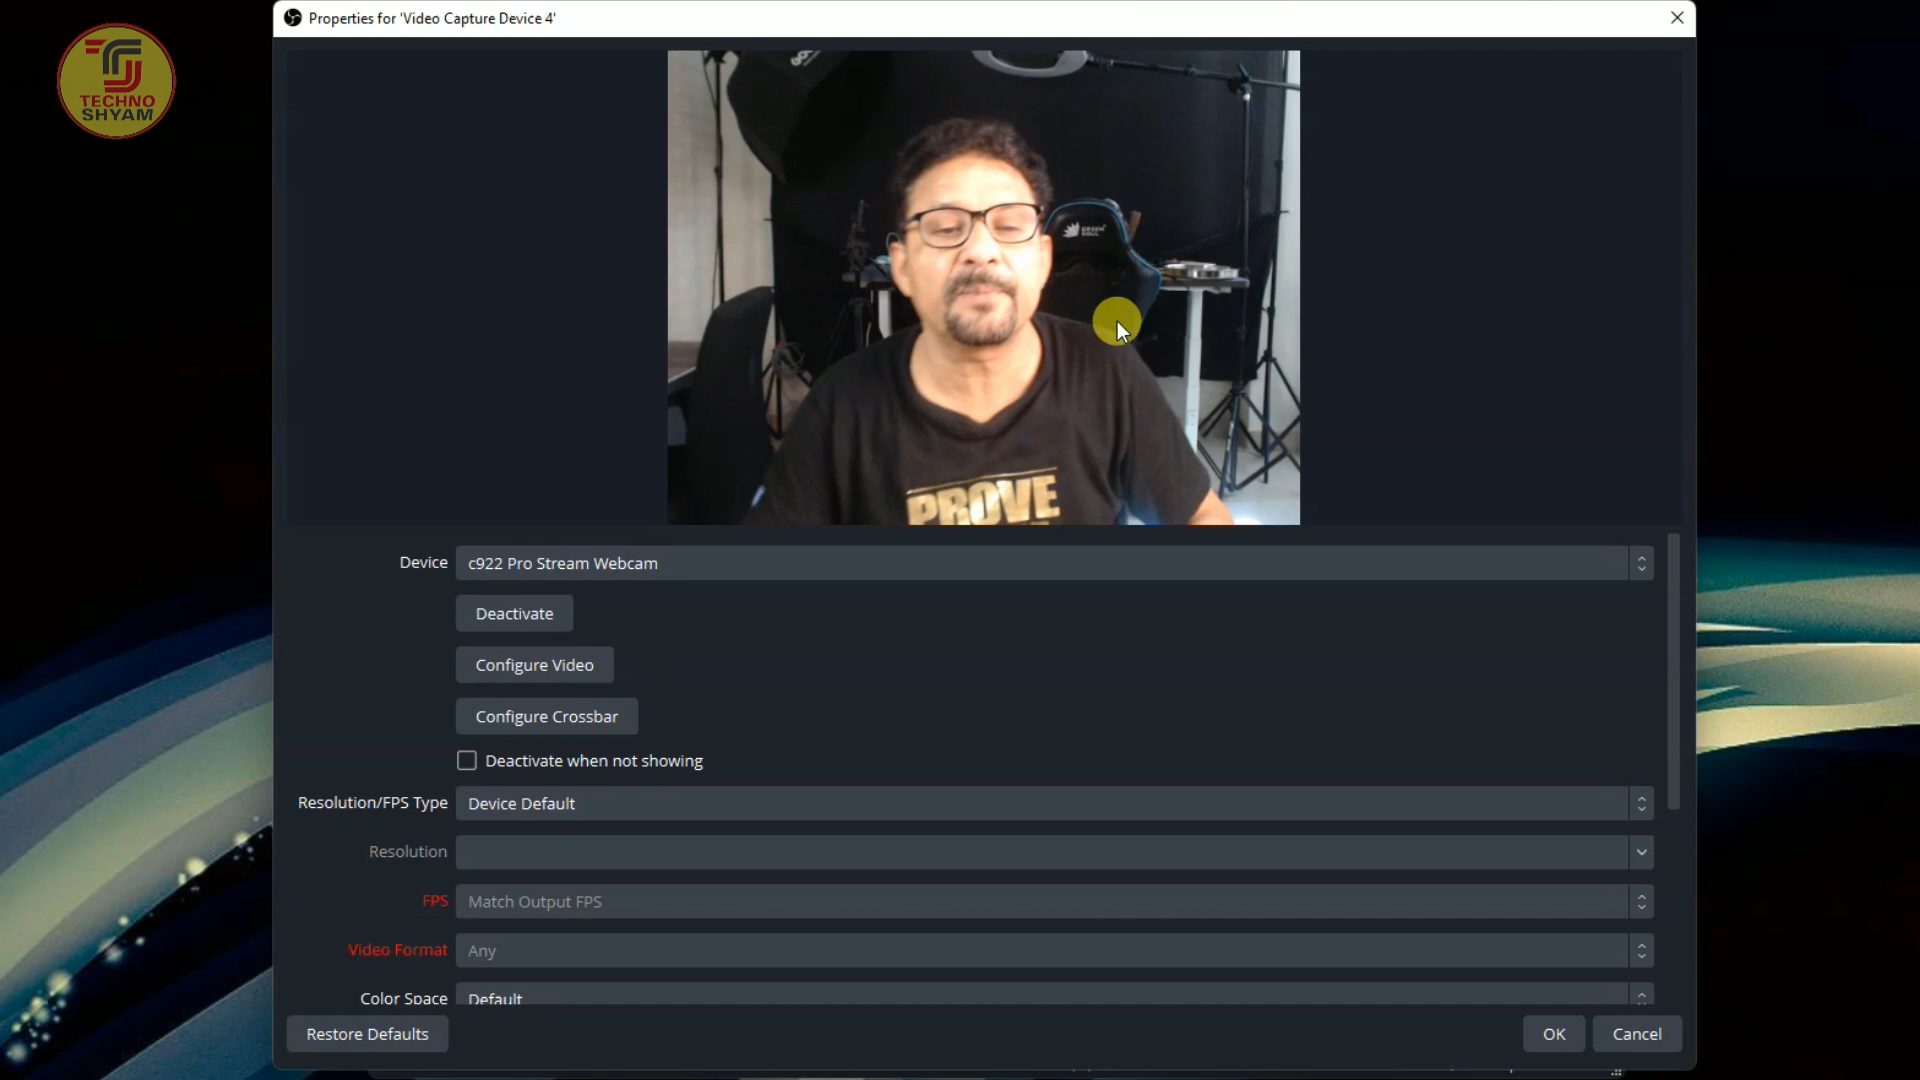 Properties for 'Video Capture Device 4'
TECHNO
SHYAM
GREEN
SOUL
PROVE
Device
c922 Pro Stream Webcam
Deactivate
Configure Video
Configure Crossbar
Deactivate when not showing
Resolution/FPS Type
Device Default
Resolution
FPS
Match Output FPS
Video Format
Any
Color Space
Default
Restore Defaults
OK
Cancel